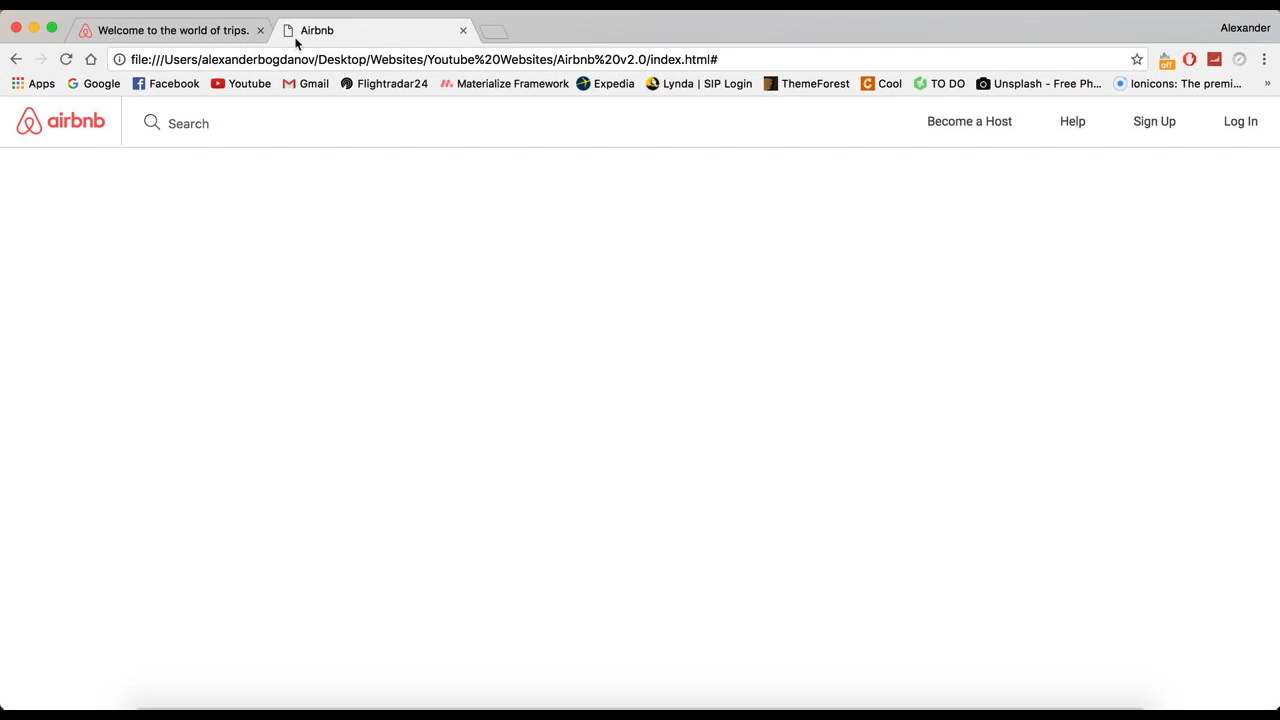 Welcome to the world of trips.
Airbnb
Alexander
file:///Users/alexanderbogdanov/Desktop/Websites/Youtube%20Websites/Airbnb%20v2.0/index.html#
off
Apps Google Facebook Youtube Gmail Flightradar24 Materialize Framework Expedia Lynda | SIP Login ThemeForest Cool TO DO Unsplash - Free Ph... Ionicons: The premi... »
airbnb
Search
Become a Host Help Sign Up Log In